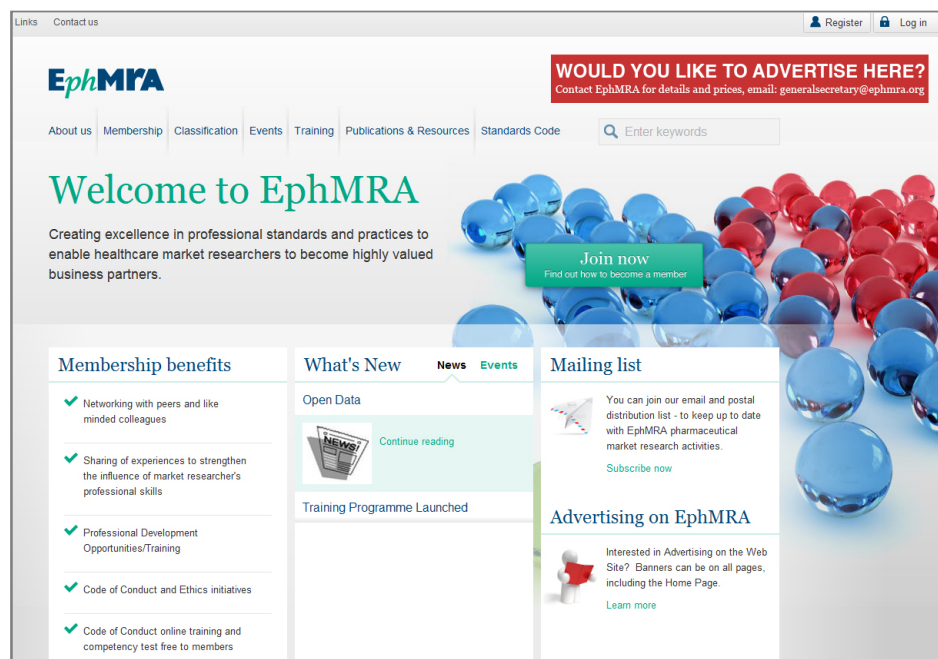 Links Contact us Register Log in
EphMRA
WOULD YOU LIKE TO ADVERTISE HERE?
Contact EphMRA for details and prices, email: generalsecretary@ephmra.org
About us Membership Classification Events Training Publications & Resources Standards Code Enter keywords
Welcome to EphMRA
Creating excellence in professional standards and practices to
enable healthcare market researchers to become highly valued
business partners.
Join now
Find out how to become a member
Membership benefits
Networking with peers and like
minded colleagues
Sharing of experiences to strengthen
the influence of market researcher's
professional skills
Professional Development
Opportunities/Training
Code of Conduct and Ethics initiatives
Code of Conduct online training and
competency test free to members
What's New News Events
Open Data
NEWS!
Continue reading
Training Programme Launched
Mailing list
You can join our email and postal
distribution list - to keep up to date
with EphMRA pharmaceutical
market research activities.
Subscribe now
Advertising on EphMRA
Interested in Advertising on the Web
Site? Banners can be on all pages,
including the Home Page.
Learn more